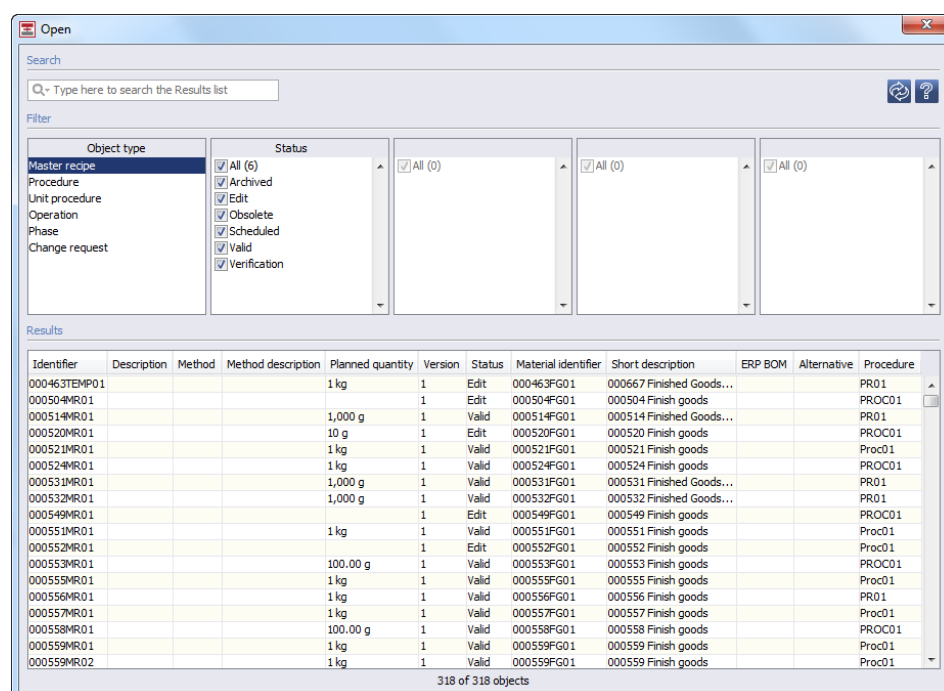 Open
Search
Type here to search the Results list
Filter
Object type Status
Master recipe All (6) All (0) All (0) All (0)
Procedure Archived
Unit procedure Edit
Operation Obsolete
Phase Scheduled
Change request Valid
Verification
Results
Identifier Description Method Method description Planned quantity Version Status Material identifier Short description ERP BOM Alternative Procedure
000463TEMP01 1 kg 1 Edit 000463FG01 000667 Finished Goods... PR01
000504MR01 1 Edit 000504FG01 000504 Finish goods PROC01
000514MR01 1,000 g 1 Valid 000514FG01 000514 Finished Goods... PR01
000520MR01 10 g 1 Edit 000520FG01 000520 Finish goods PROC01
000521MR01 1 kg 1 Valid 000521FG01 000521 Finish goods Proc01
000524MR01 1 kg 1 Valid 000524FG01 000524 Finish goods PROC01
000531MR01 1,000 g 1 Valid 000531FG01 000531 Finished Goods... PR01
000532MR01 1,000 g 1 Valid 000532FG01 000532 Finished Goods... PR01
000549MR01 1 Edit 000549FG01 000549 Finish goods PROC01
000551MR01 1 kg 1 Valid 000551FG01 000551 Finish goods Proc01
000552MR01 1 Edit 000552FG01 000552 Finish goods Proc01
000553MR01 100.00 g 1 Valid 000553FG01 000553 Finish goods PROC01
000555MR01 1 kg 1 Valid 000555FG01 000555 Finish goods Proc01
000556MR01 1 kg 1 Valid 000556FG01 000556 Finish goods PR01
000557MR01 1 kg 1 Valid 000557FG01 000557 Finish goods Proc01
000558MR01 100.00 g 1 Valid 000558FG01 000558 Finish goods PROC01
000559MR01 1 kg 1 Valid 000559FG01 000559 Finish goods Proc01
000559MR02 1 kg 1 Valid 000559FG01 000559 Finish goods Proc01
318 of 318 objects